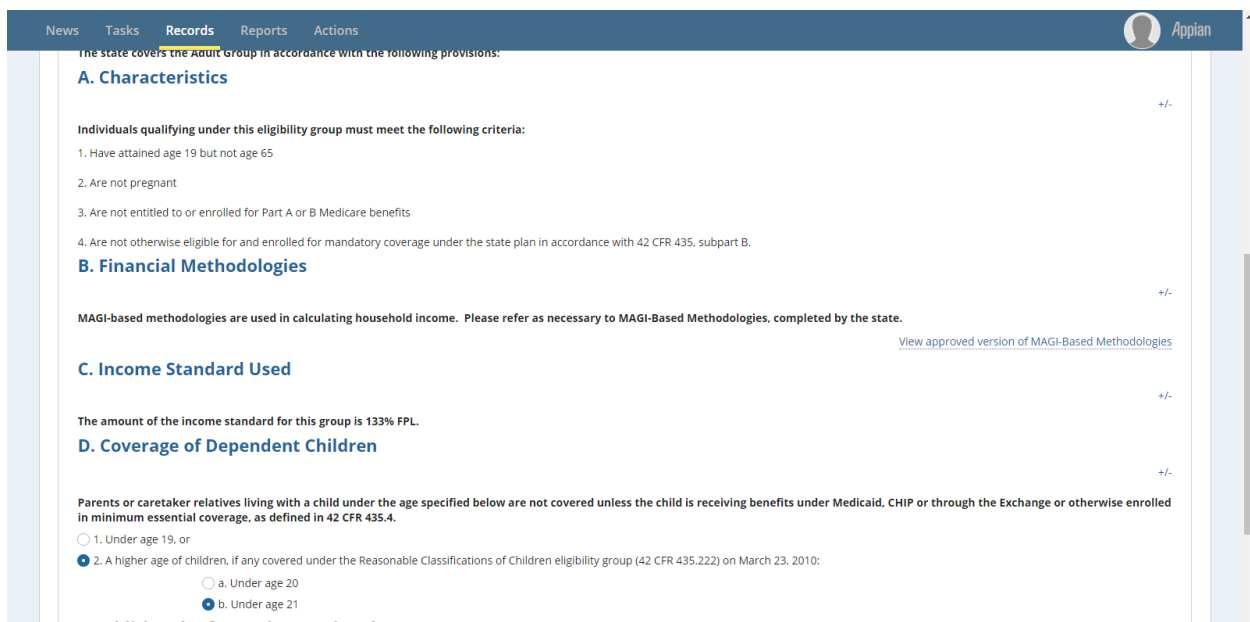 News Tasks Records Reports Actions Appian
The state covers the Adult Group in accordance with the following provisions:
A. Characteristics
+/-
Individuals qualifying under this eligibility group must meet the following criteria:
1. Have attained age 19 but not age 65
2. Are not pregnant
3. Are not entitled to or enrolled for Part A or B Medicare benefits
4. Are not otherwise eligible for and enrolled for mandatory coverage under the state plan in accordance with 42 CFR 435, subpart B.
B. Financial Methodologies
+/-
MAGI-based methodologies are used in calculating household income. Please refer as necessary to MAGI-Based Methodologies, completed by the state.
View approved version of MAGI-Based Methodologies
C. Income Standard Used
+/-
The amount of the income standard for this group is 133% FPL.
D. Coverage of Dependent Children
+/-
Parents or caretaker relatives living with a child under the age specified below are not covered unless the child is receiving benefits under Medicaid, CHIP or through the Exchange or otherwise enrolled
in minimum essential coverage, as defined in 42 CFR 435.4.
1. Under age 19, or
2. A higher age of children, if any covered under the Reasonable Classifications of Children eligibility group (42 CFR 435.222) on March 23, 2010:
a. Under age 20
b. Under age 21